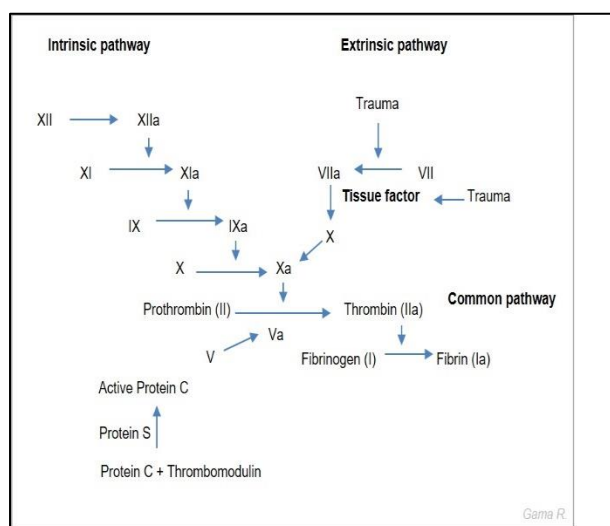 Intrinsic pathway
Extrinsic pathway
Trauma
XII
XIIa
XI
XIa
VIIa
VII
Tissue factor
Trauma
IX
IXa
X
X
Xa
Prothrombin (II)
Thrombin (IIa)
Common pathway
Va
V
Fibrinogen (I)
Fibrin (Ia)
Active Protein C
Protein S
Protein C + Thrombomodulin
Gama R.